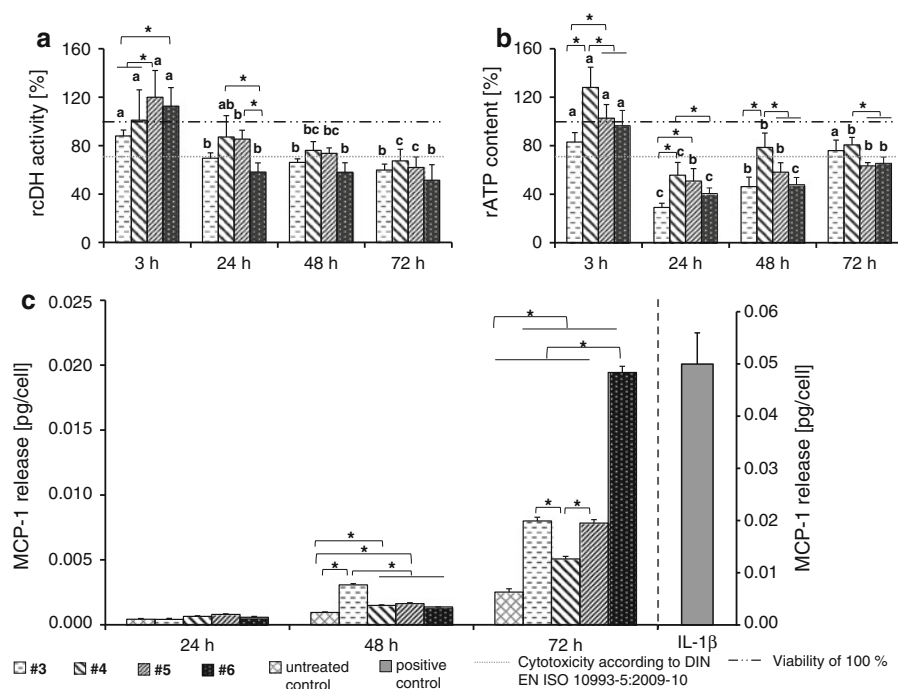 a
rcDH activity [%]
160
120
80
40
0
*
*
*
a
a
a
a
*
*
b
ab
b
b
b
bc
bc
b
b
c
c
b
3 h
24 h
48 h
72 h
b
rATP content [%]
160
120
80
40
0
*
*
*
a
a
a
a
*
*
*
c
c
b
c
*
*
c
b
b
c
*
a
b
b
b
3 h
24 h
48 h
72 h
c
MCP-1 release [pg/cell]
0.025
0.020
0.015
0.010
0.005
0.000
*
*
*
*
*
*
*
*
24 h
48 h
72 h
IL-1β
0.06
0.05
0.04
0.03
0.02
0.01
0.00
MCP-1 release [pg/cell]
#3
#4
#5
#6
untreated
control
positive
control
Cytotoxicity according to DIN
EN ISO 10993-5:2009-10
Viability of 100 %